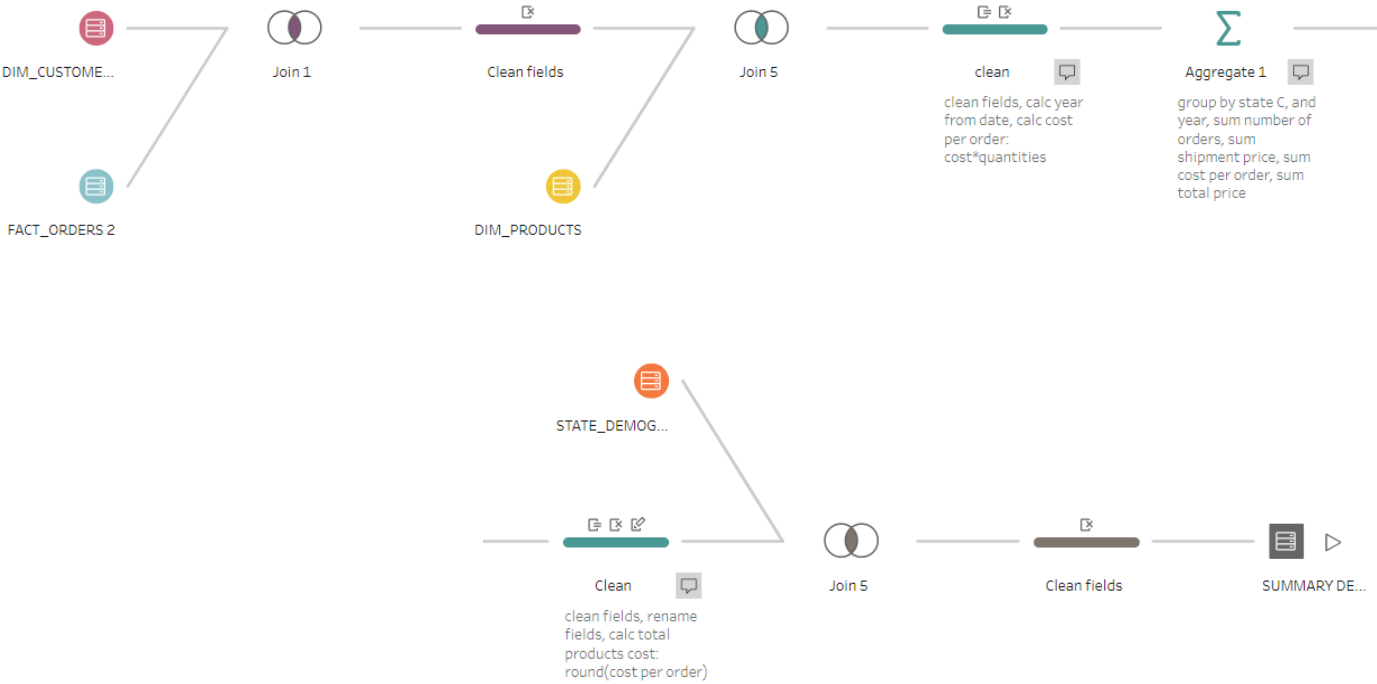 DIM_CUSTOME...
Join 1
Clean fields
Join 5
clean
clean fields, calc year
from date, calc cost
per order:
cost*quantities
Aggregate 1
group by state C, and
year, sum number of
orders, sum
shipment price, sum
cost per order, sum
total price
FACT_ORDERS 2
DIM_PRODUCTS
STATE_DEMOG...
Clean
clean fields, rename
fields, calc total
products cost:
round(cost per order)
Join 5
Clean fields
SUMMARY DE...